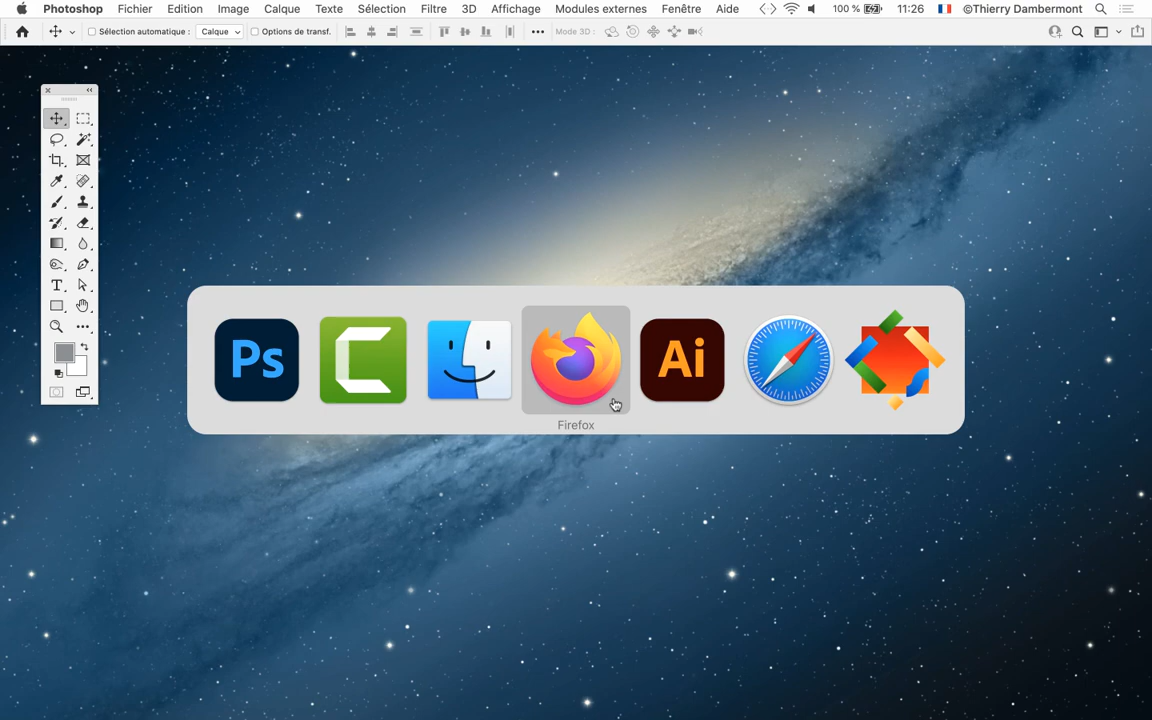 Photoshop Fichier Edition Image Calque Texte Sélection Filtre 3D Affichage Modules externes Fenêtre Aide 100 % 11:26 ©Thierry Dambermont
Sélection automatique : Calque Options de transf. Mode 3D :
Ps Ai
Firefox
T